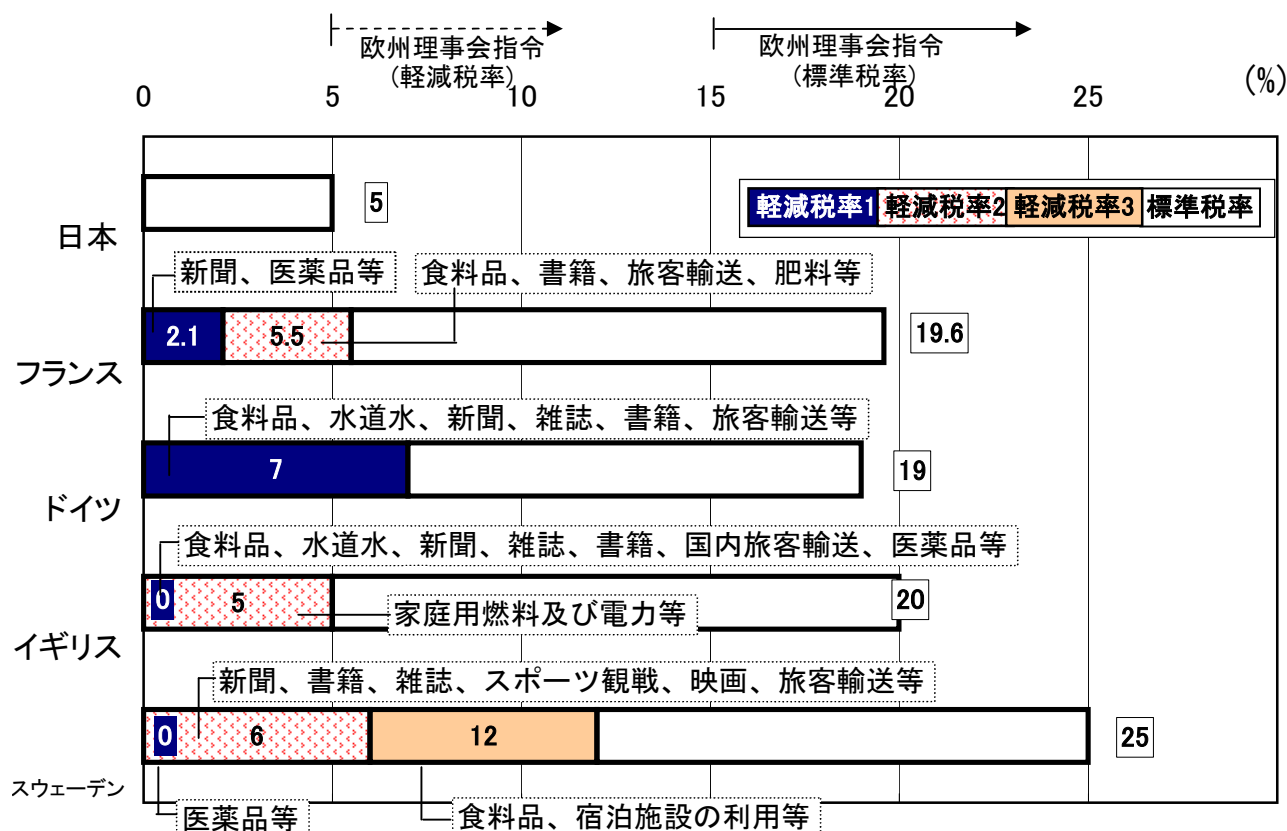 欧州理事会指令
(軽減税率)
欧州理事会指令
(標準税率)
(%)
0 5 10 15 20 25
軽減税率1 軽減税率2 軽減税率3 標準税率
日本
5
新聞、医薬品等
食料品、書籍、旅客輸送、肥料等
フランス
2.1 5.5 19.6
食料品、水道水、新聞、雑誌、書籍、旅客輸送等
ドイツ
7 19
食料品、水道水、新聞、雑誌、書籍、国内旅客輸送、医薬品等
イギリス
0 5 20
家庭用燃料及び電力等
新聞、書籍、雑誌、スポーツ観戦、映画、旅客輸送等
スウェーデン
0 6 12 25
医薬品等
食料品、宿泊施設の利用等